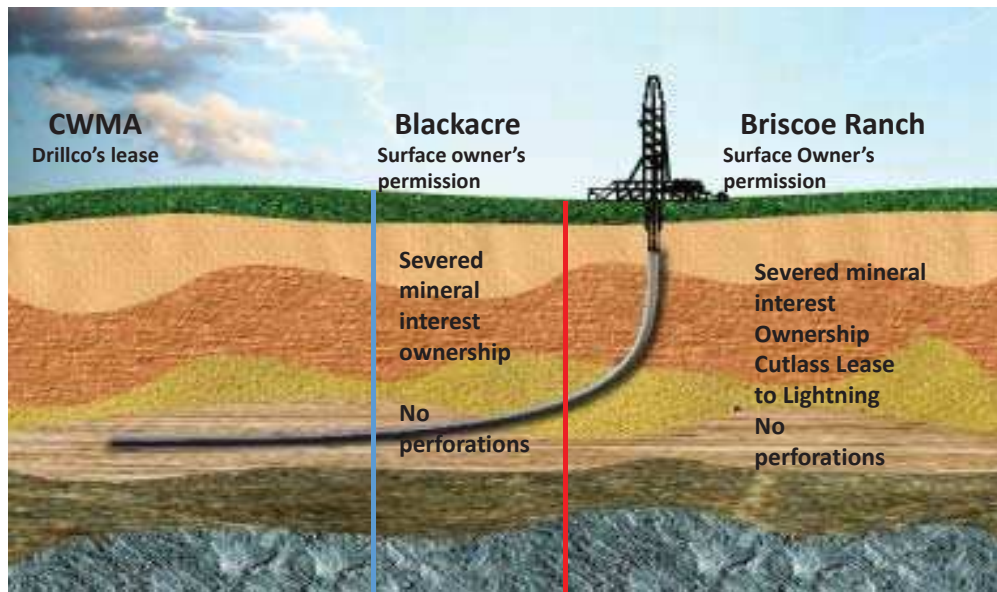 CWMA
Drillco's lease
Blackacre
Surface owner's
permission
Severed
mineral
interest
ownership
No
perforations
Briscoe Ranch
Surface Owner's
permission
Severed mineral
interest
Ownership
Cutlass Lease
to Lightning
No
perforations